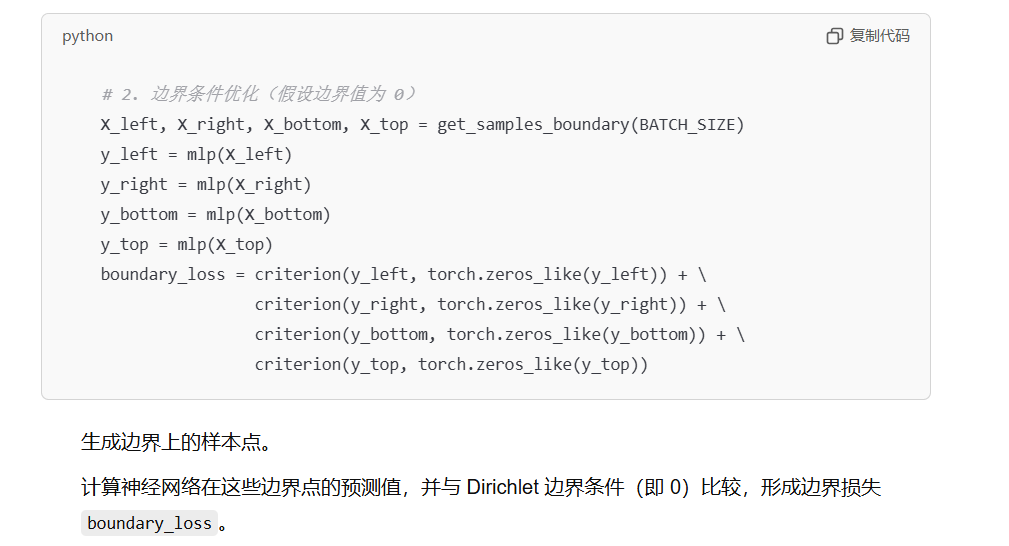 python
复制代码
# 2. 边界条件优化（假设边界值为 0）
X_left, X_right, X_bottom, X_top = get_samples_boundary(BATCH_SIZE)
y_left = mlp(X_left)
y_right = mlp(X_right)
y_bottom = mlp(X_bottom)
y_top = mlp(X_top)
boundary_loss = criterion(y_left, torch.zeros_like(y_left)) + \
criterion(y_right, torch.zeros_like(y_right)) + \
criterion(y_bottom, torch.zeros_like(y_bottom)) + \
criterion(y_top, torch.zeros_like(y_top))
生成边界上的样本点。
计算神经网络在这些边界点的预测值，并与 Dirichlet 边界条件（即 0）比较，形成边界损失
boundary_loss 。